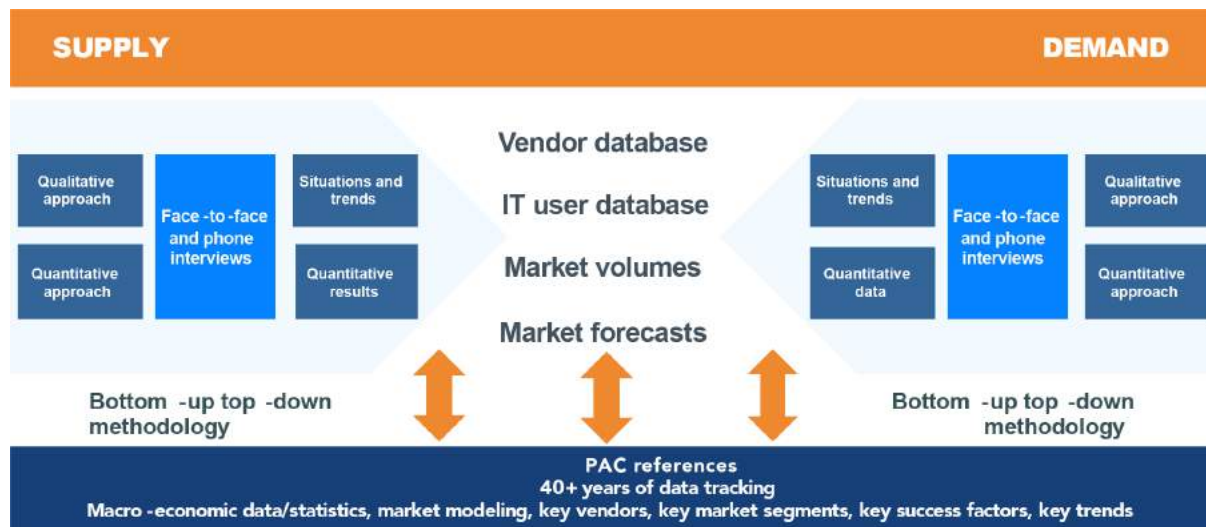 SUPPLY
DEMAND
Qualitative
approach
Quantitative
approach
Face -to -face
and phone
interviews
Situations and
trends
Quantitative
results
Vendor database
IT user database
Market volumes
Market forecasts
Situations and
trends
Quantitative
data
Face -to -face
and phone
interviews
Qualitative
approach
Quantitative
approach
Bottom -up top -down
methodology
Bottom -up top -down
methodology
PAC references
40+ years of data tracking
Macro -economic data/statistics, market modeling, key vendors, key market segments, key success factors, key trends